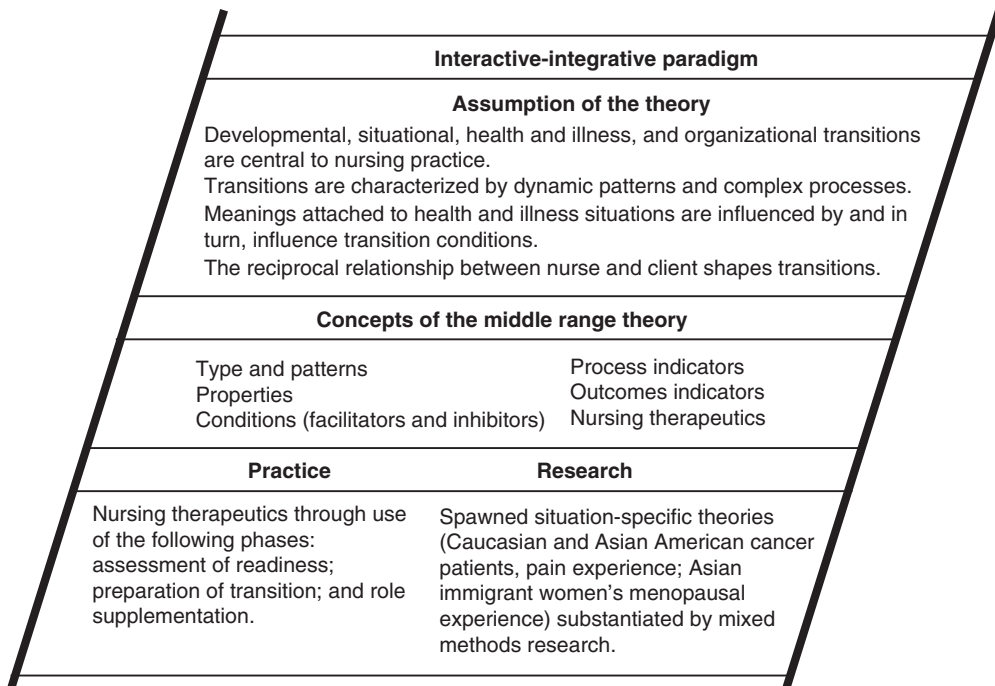 Interactive-integrative paradigm
Assumption of the theory
Developmental, situational, health and illness, and organizational transitions
are central to nursing practice.
Transitions are characterized by dynamic patterns and complex processes.
Meanings attached to health and illness situations are influenced by and in
turn, influence transition conditions.
The reciprocal relationship between nurse and client shapes transitions.
Concepts of the middle range theory
Type and patterns
Properties
Conditions (facilitators and inhibitors)
Process indicators
Outcomes indicators
Nursing therapeutics
Practice
Nursing therapeutics through use
of the following phases:
assessment of readiness;
preparation of transition; and role
supplementation.
Research
Spawned situation-specific theories
(Caucasian and Asian American cancer
patients, pain experience; Asian
immigrant women's menopausal
experience) substantiated by mixed
methods research.